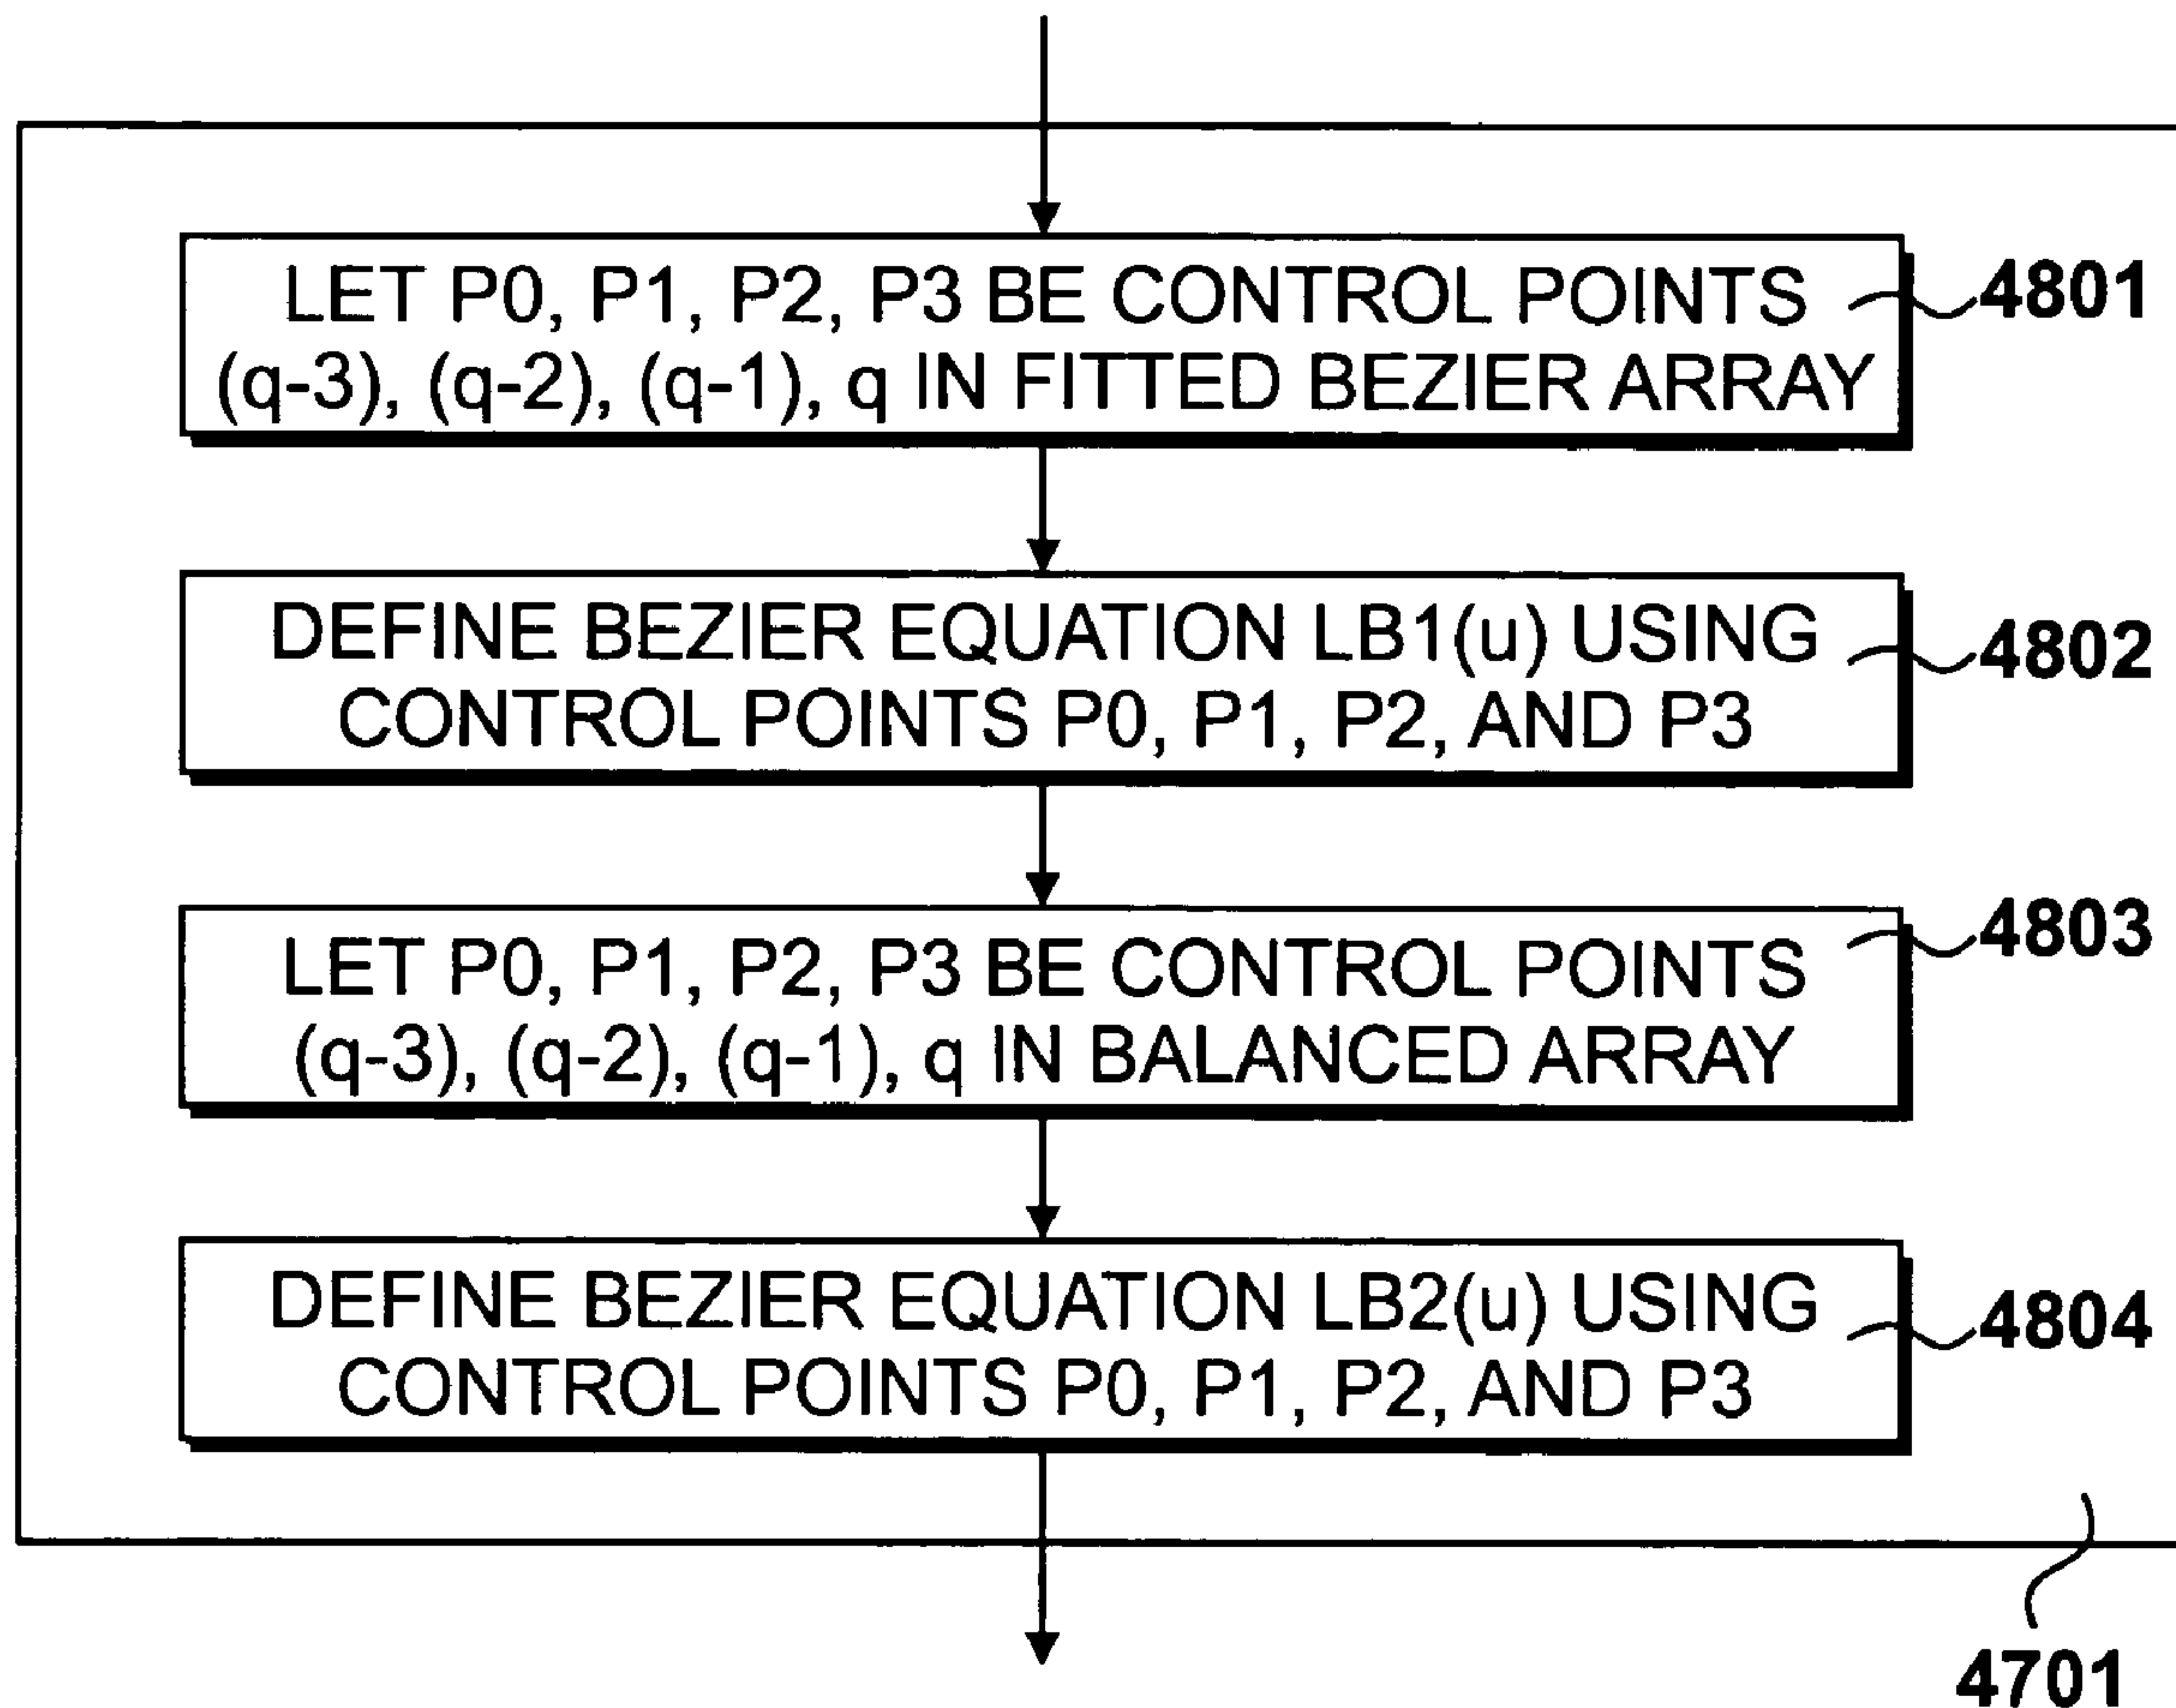 LET P0, P1, P2, P3 BE CONTROL POINTS
(q-3), (q-2), (q-1), q IN FITTED BEZIER ARRAY
4801
DEFINE BEZIER EQUATION LB1(u) USING
CONTROL POINTS P0, P1, P2, AND P3
4802
LET P0, P1, P2, P3 BE CONTROL POINTS
(q-3), (q-2), (q-1), q IN BALANCED ARRAY
4803
DEFINE BEZIER EQUATION LB2(u) USING
CONTROL POINTS P0, P1, P2, AND P3
4804
4701